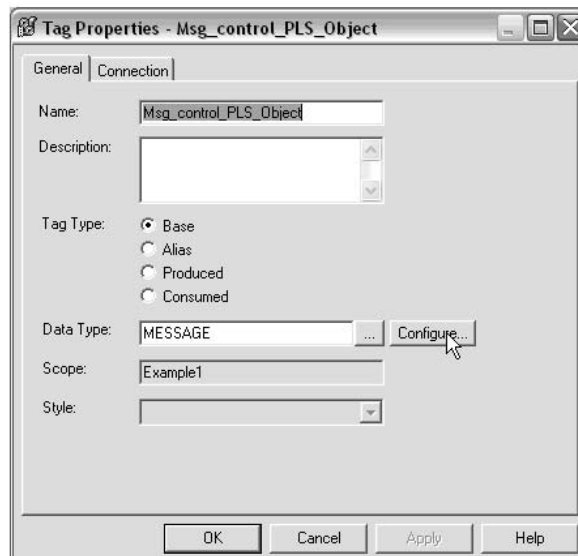 Tag Properties - Msg_control_PLS_Object
General Connection
Name: Msg_control_PLS_Object
Description:
Tag Type: Base
Alias
Produced
Consumed
Data Type: MESSAGE ... Configure...
Scope: Example1
Style:
OK Cancel Apply Help